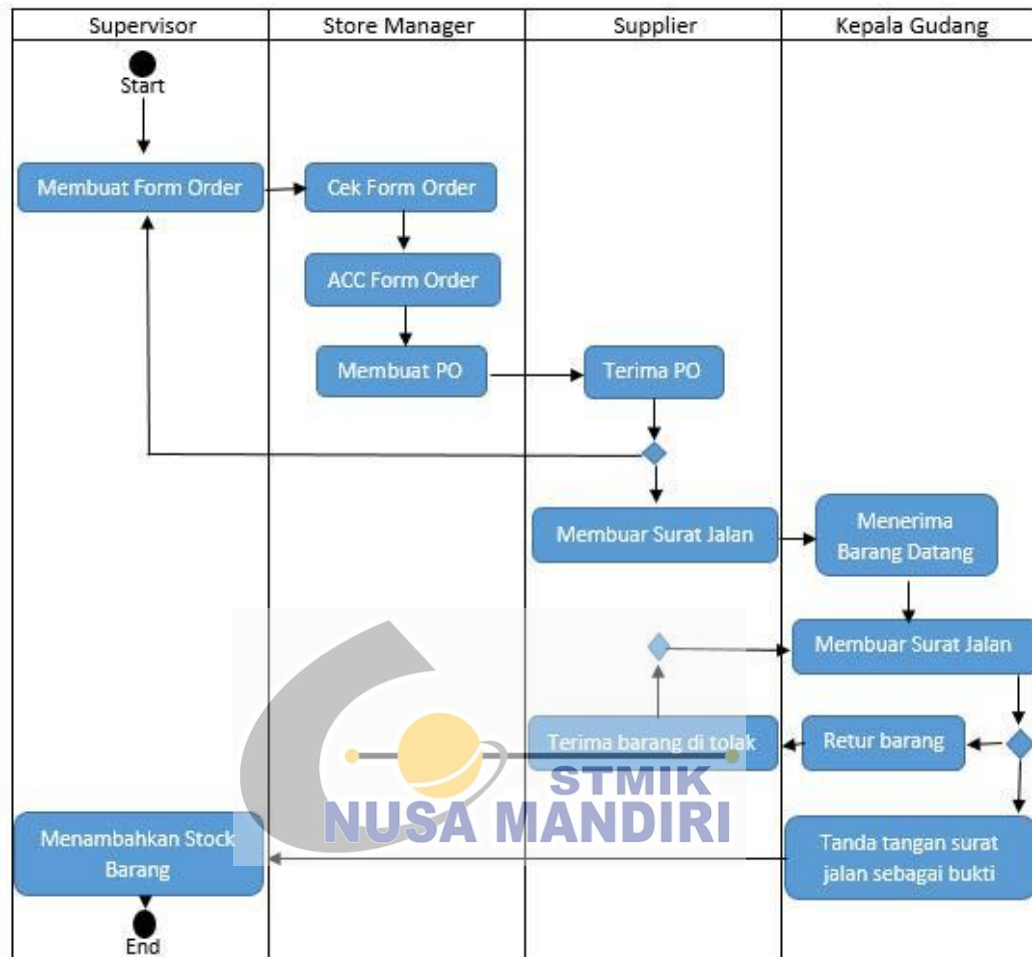 Supervisor
Store Manager
Supplier
Kepala Gudang
Start
Membuat Form Order
Cek Form Order
ACC Form Order
Membuat PO
Terima PO
Membuar Surat Jalan
Menerima
Barang Datang
Membuar Surat Jalan
Terima barang di tolak
Retur barang
STMIK
NUSA MANDIRI
Menambahkan Stock
Barang
Tanda tangan surat
jalan sebagai bukti
End